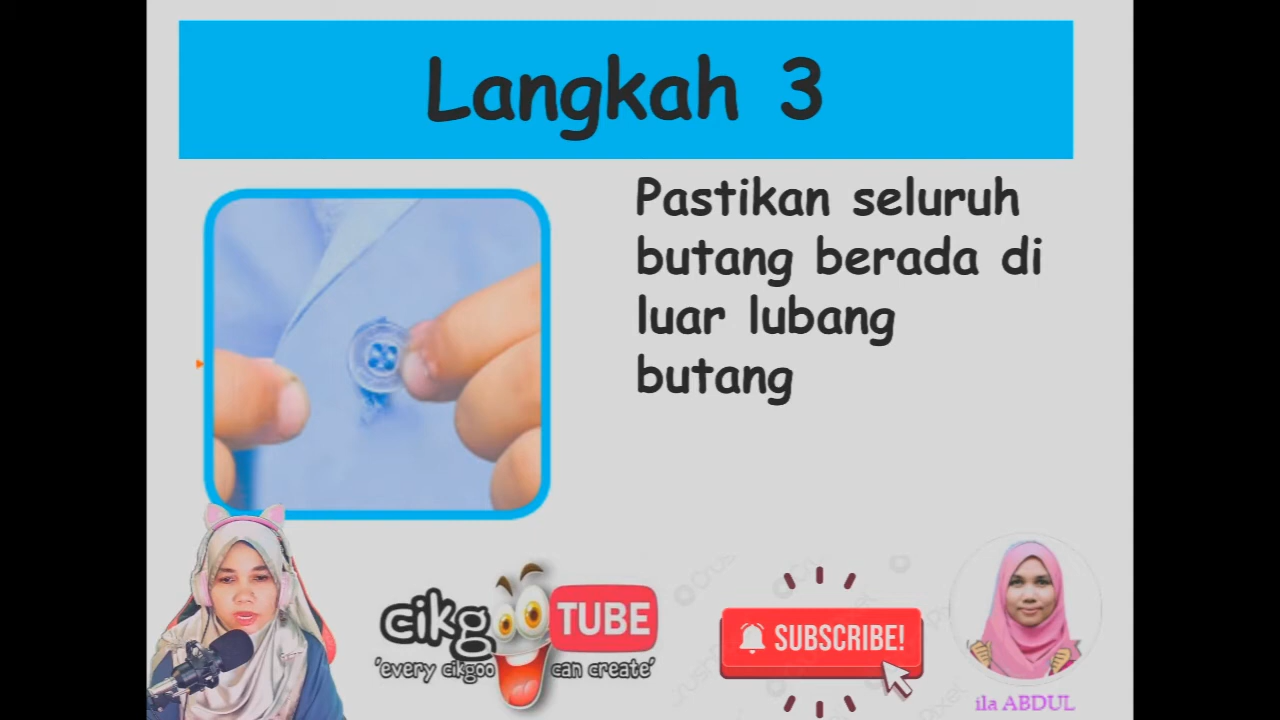 Langkah 3
Pastikan seluruh
butang berada di
luar lubang
butang
cikgoo TUBE
'every cikgoo can create'
SUBSCRIBE!
ila ABDUL